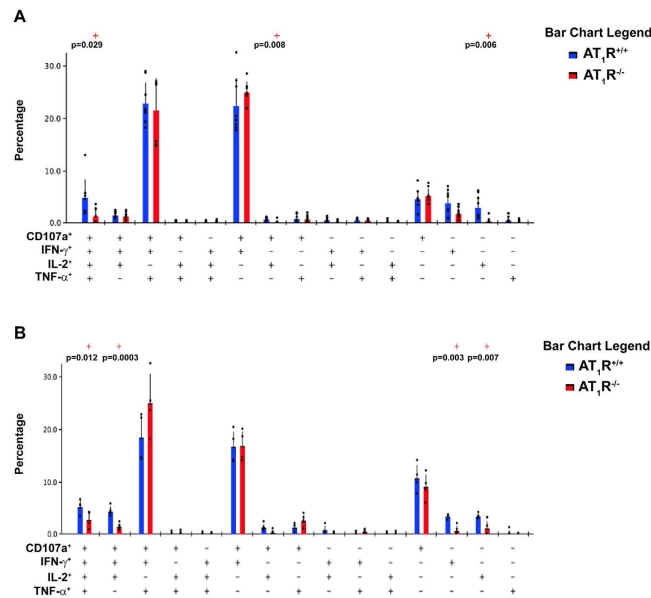 A
+ + +
p=0.029 p=0.008 p=0.006
Bar Chart Legend
AT₁R⁺/⁺
AT₁R⁻/⁻
Percentage
30.0
20.0
10.0
0.0
CD107a⁺ + + + + – + + + – – – + – – –
IFN-γ⁺ + + + – + + – – + + – – + – –
IL-2⁺ + + – + + – + – + – + – – + –
TNF-α⁺ + – + + + – – + – + + – – – +
B
+ + + +
p=0.012 p=0.0003 p=0.003 p=0.007
Bar Chart Legend
AT₁R⁺/⁺
AT₁R⁻/⁻
Percentage
30.0
20.0
10.0
0.0
CD107a⁺ + + + + – + + + – – – + – – –
IFN-γ⁺ + + + – + + – – + + – – + – –
IL-2⁺ + + – + + – + – + – + – – + –
TNF-α⁺ + – + + + – – + – + + – – – +